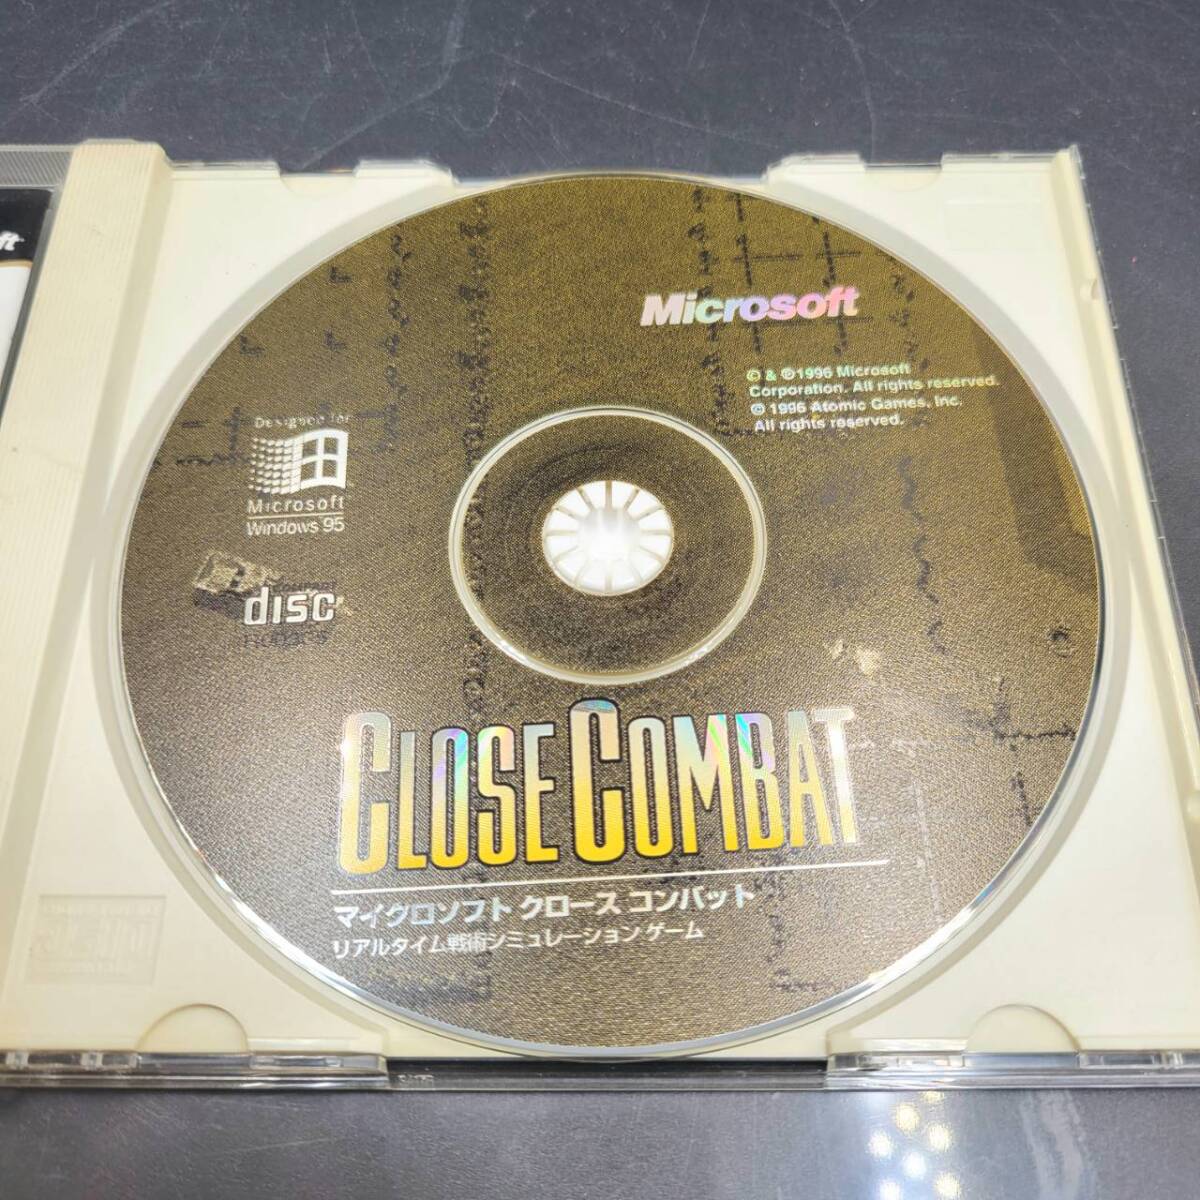 ft
Microsoft
© & ℗1996 Microsoft
Corporation. All rights reserved.
© 1996 Atomic Games, Inc.
All rights reserved.
Designed for
Microsoft
Windows 95
COMPACT
disc
CLOSE COMBAT
マイクロソフト クロース コンバット
リアルタイム戦術シミュレーションゲーム